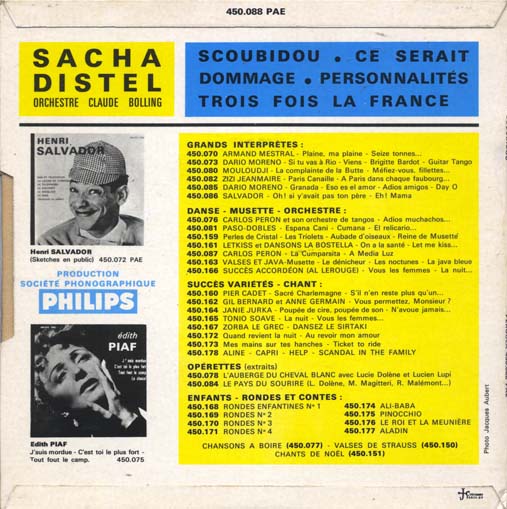 450.088 PAE
SACHA
DISTEL
ORCHESTRE CLAUDE BOLLING
SCOUBIDOU • CE SERAIT
DOMMAGE • PERSONNALITÉS
TROIS FOIS LA FRANCE
HENRI
SALVADOR
Henri SALVADOR
(Sketches en public) 450.072 PAE
PRODUCTION
SOCIÉTÉ PHONOGRAPHIQUE
PHILIPS
édith
PIAF
J'suis mordue
C'est toi le plus fort
Tout fout le camp
Edith PIAF
J'suis mordue - C'est toi le plus fort -
Tout fout le camp. 450.075
GRANDS INTERPRÈTES :
450.070 ARMAND MESTRAL - Plaine, ma plaine - Seize tonnes...
450.073 DARIO MORENO - Si tu vas à Rio - Viens - Brigitte Bardot - Guitar Tango
450.080 MOULOUDJI - La complainte de la Butte - Méfiez-vous, fillettes...
450.082 ZIZI JEANMAIRE - Paris Canaille - A Paris dans chaque faubourg...
450.085 DARIO MORENO - Granada - Eso es el amor - Adios amigos - Day O
450.086 SALVADOR - Oh ! si y'avait pas ton père - Eh ! Mama
DANSE - MUSETTE - ORCHESTRE :
450.076 CARLOS PERON et son orchestre de tangos - Adios muchachos...
450.081 PASO-DOBLES - Espana Cani - Cumana - El relicario...
450.159 Perles de Cristal - Les Triolets - Aubade d'oiseaux - Reine de Musette
450.161 LETKISS et DANSONS LA BOSTELLA - On a la santé - Let me kiss...
450.087 CARLOS PERON - La Cumparsita - A Media Luz
450.163 VALSES ET JAVA-Musette - Le dénicheur - Les nocturnes - La java bleue
450.166 SUCCÈS ACCORDÉON (AL LEROUGE) - Vous les femmes - La nuit...
SUCCÈS VARIÉTÉS - CHANT :
450.160 PIER CADET - Sacré Charlemagne - S'il n'en reste plus qu'un...
450.162 GIL BERNARD et ANNE GERMAIN - Vous permettez, Monsieur ?
450.164 JANIE JURKA - Poupée de cire, poupée de son - N'avoue jamais...
450.165 TONIO SOAVE - La nuit - Vous les femmes...
450.167 ZORBA LE GREC - DANSEZ LE SIRTAKI
450.172 Quand revient la nuit - Au revoir mon amour
450.173 Mes mains sur tes hanches - Ticket to ride
450.178 ALINE - CAPRI - HELP - SCANDAL IN THE FAMILY
OPÉRETTES (extraits)
450.078 L'AUBERGE DU CHEVAL BLANC avec Lucie Dolène et Lucien Lupi
450.084 LE PAYS DU SOURIRE (L. Dolène, M. Magitteri, R. Malémont...)
ENFANTS - RONDES ET CONTES :
450.168 RONDES ENFANTINES N° 1
450.169 RONDES N° 2
450.170 RONDES N° 3
450.171 RONDES N° 4
450.174 ALI-BABA
450.175 PINOCCHIO
450.176 LE ROI ET LA MEUNIÈRE
450.177 ALADIN
CHANSONS A BOIRE (450.077) - VALSES DE STRAUSS (450.150)
CHANTS DE NOËL (450.151)
Photo Jacques Aubert